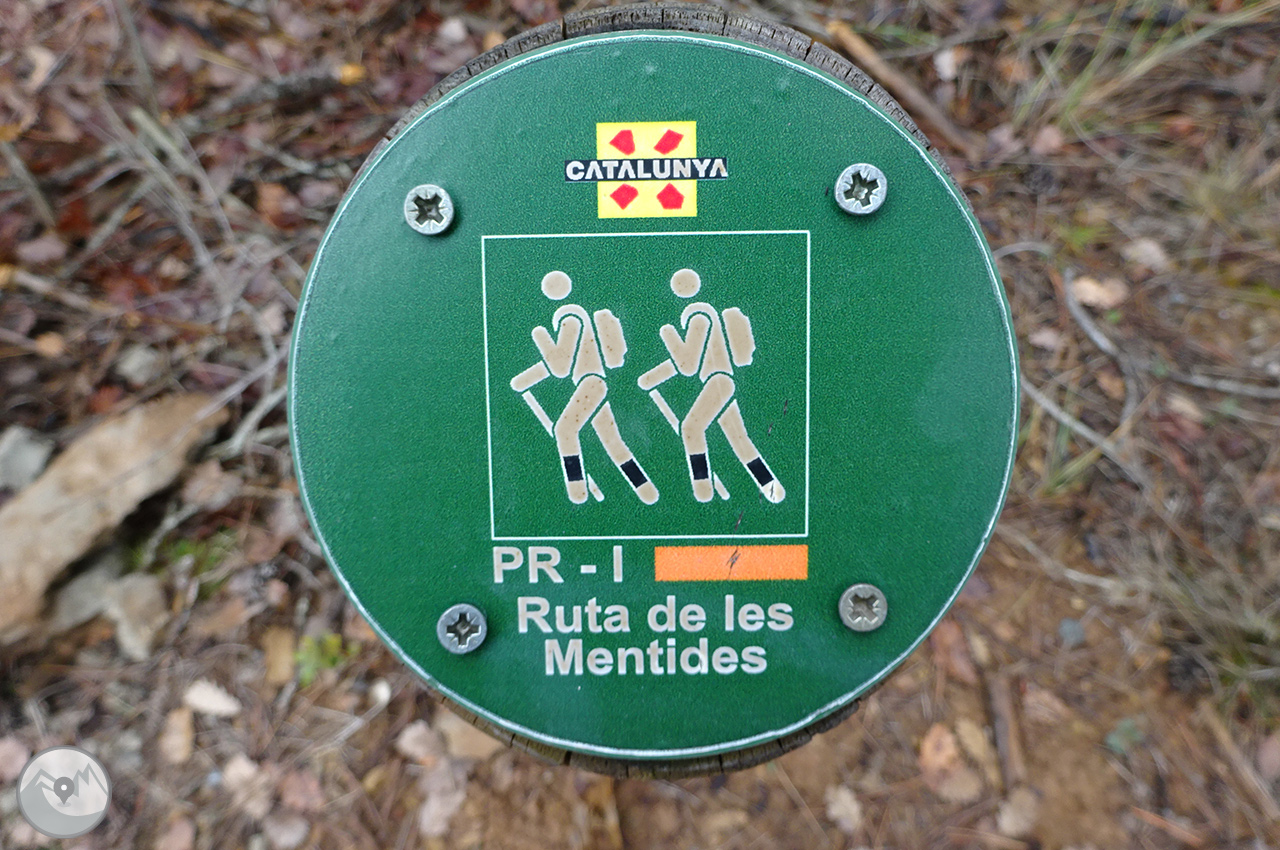 CATALUNYA
PR - I
Ruta de les
Mentides